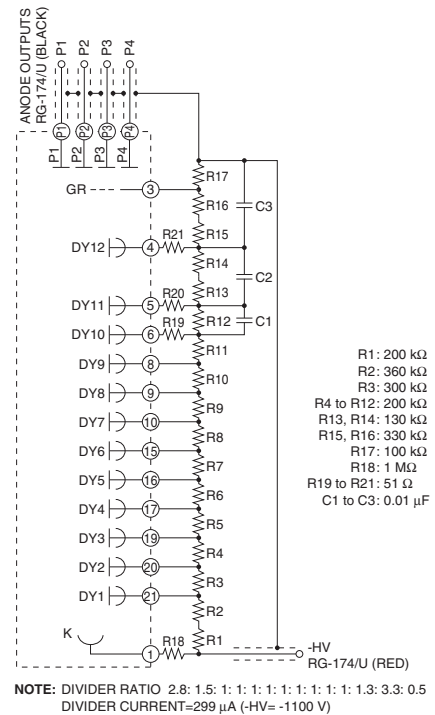 ANODE OUTPUTS
RG-174/U (BLACK)
P1
P2
P3
P4
P1
P2
P3
P4
P1
P2
P3
P4
GR
3
R17
R16
C3
R15
DY12
4
R21
R14
C2
R13
DY11
5
R20
R12
C1
DY10
6
R19
R11
DY9
8
R10
DY8
9
R9
DY7
10
R8
DY6
15
R7
DY5
16
R6
DY4
17
R5
DY3
19
R4
DY2
20
R3
DY1
21
R2
K
1
R18
R1
-HV
RG-174/U (RED)
R1: 200 kΩ
R2: 360 kΩ
R3: 300 kΩ
R4 to R12: 200 kΩ
R13, R14: 130 kΩ
R15, R16: 330 kΩ
R17: 100 kΩ
R18: 1 MΩ
R19 to R21: 51 Ω
C1 to C3: 0.01 µF
NOTE: DIVIDER RATIO 2.8: 1.5: 1: 1: 1: 1: 1: 1: 1: 1: 1: 1.3: 3.3: 0.5
DIVIDER CURRENT=299 µA (-HV= -1100 V)